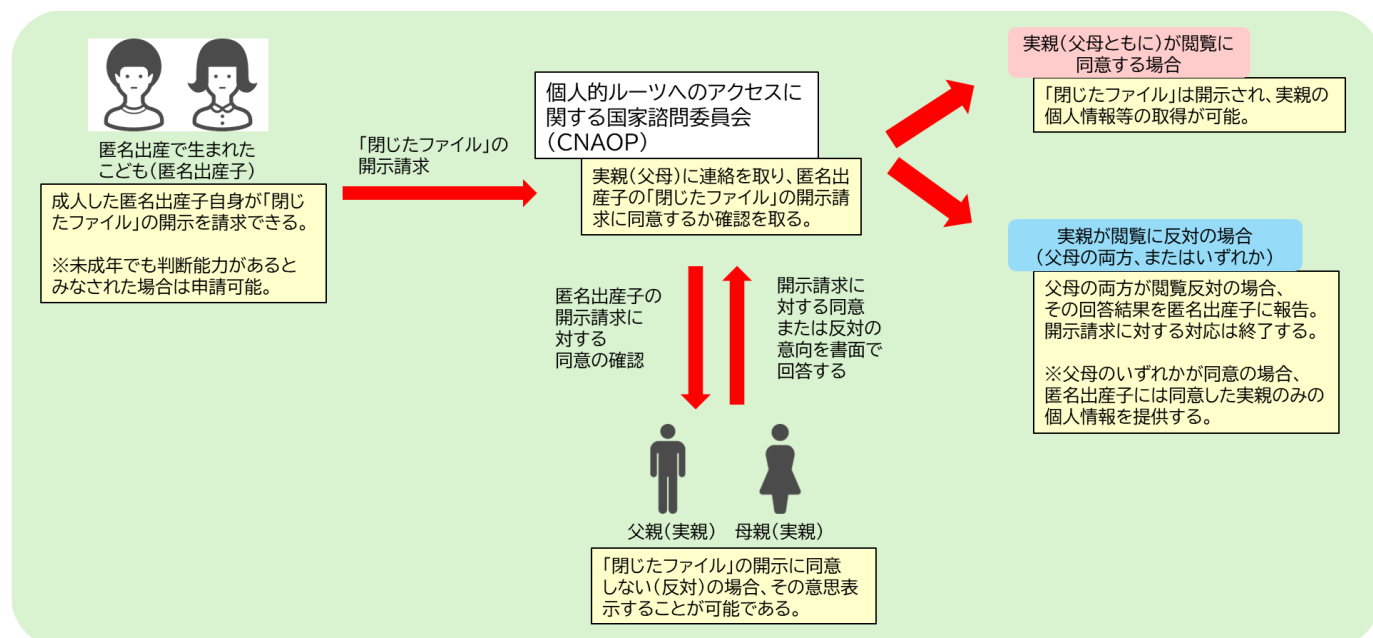 匿名出産で生まれた
こども(匿名出産子)
成人した匿名出産子自身が「閉じ
たファイル」の開示を請求できる。
※未成年でも判断能力があると
みなされた場合は申請可能。
「閉じたファイル」の
開示請求
個人的ルーツへのアクセスに
関する国家諮問委員会
(CNAOP)
実親(父母)に連絡を取り、匿名出
産子の「閉じたファイル」の開示請
求に同意するか確認を取る。
匿名出産子の
開示請求に
対する
同意の確認
開示請求に
対する同意
または反対の
意向を書面で
回答する
父親(実親)
母親(実親)
「閉じたファイル」の開示に同意
しない(反対)の場合、その意思表
示することが可能である。
実親(父母ともに)が閲覧に
同意する場合
「閉じたファイル」は開示され、実親の
個人情報等の取得が可能。
実親が閲覧に反対の場合
(父母の両方、またはいずれか)
父母の両方が閲覧反対の場合、
その回答結果を匿名出産子に報告。
開示請求に対する対応は終了する。
※父母のいずれかが同意の場合、
匿名出産子には同意した実親のみの
個人情報を提供する。